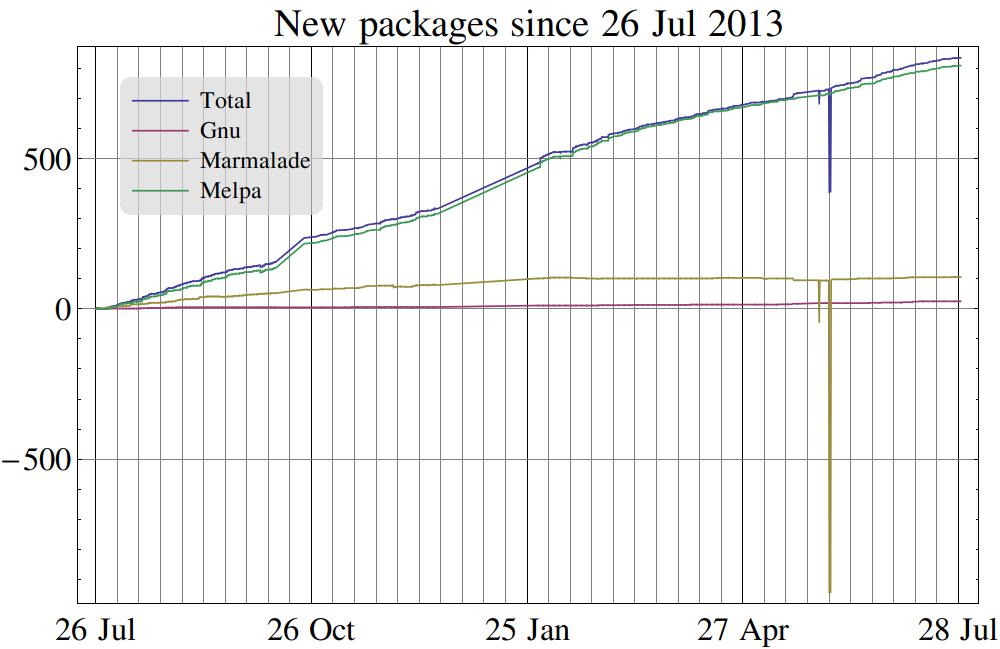 New packages since 26 Jul 2013
Total
Gnu
Marmalade
Melpa
500
0
−500
26 Jul
26 Oct
25 Jan
27 Apr
28 Jul